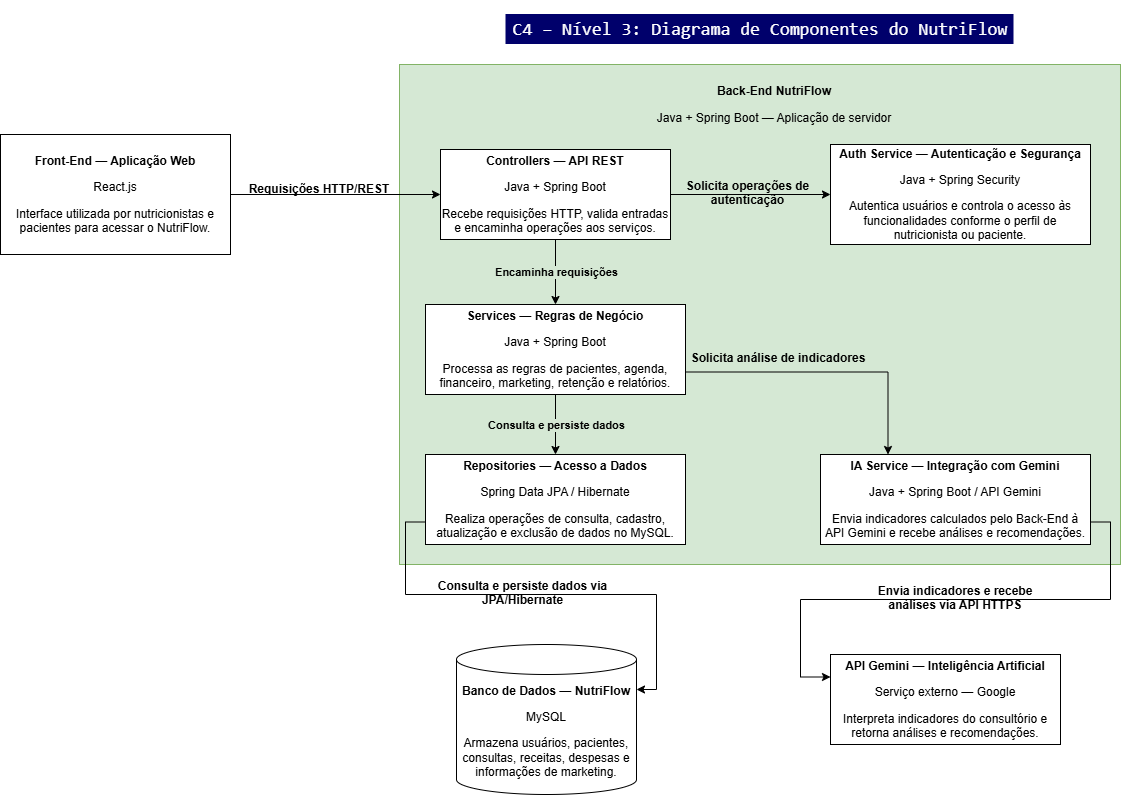 C4 – Nível 3: Diagrama de Componentes do NutriFlow
Back-End NutriFlow
Java + Spring Boot — Aplicação de servidor
Front-End — Aplicação Web
React.js
Interface utilizada por nutricionistas e
pacientes para acessar o NutriFlow.
Requisições HTTP/REST
Controllers — API REST
Java + Spring Boot
Recebe requisições HTTP, valida entradas
e encaminha operações aos serviços.
Solicita operações de
autenticação
Auth Service — Autenticação e Segurança
Java + Spring Security
Autentica usuários e controla o acesso às
funcionalidades conforme o perfil de
nutricionista ou paciente.
Encaminha requisições
Services — Regras de Negócio
Java + Spring Boot
Processa as regras de pacientes, agenda,
financeiro, marketing, retenção e relatórios.
Solicita análise de indicadores
Consulta e persiste dados
Repositories — Acesso a Dados
Spring Data JPA / Hibernate
Realiza operações de consulta, cadastro,
atualização e exclusão de dados no MySQL.
IA Service — Integração com Gemini
Java + Spring Boot / API Gemini
Envia indicadores calculados pelo Back-End à
API Gemini e recebe análises e recomendações.
Consulta e persiste dados via
JPA/Hibernate
Envia indicadores e recebe
análises via API HTTPS
Banco de Dados — NutriFlow
MySQL
Armazena usuários, pacientes,
consultas, receitas, despesas e
informações de marketing.
API Gemini — Inteligência Artificial
Serviço externo — Google
Interpreta indicadores do consultório e
retorna análises e recomendações.